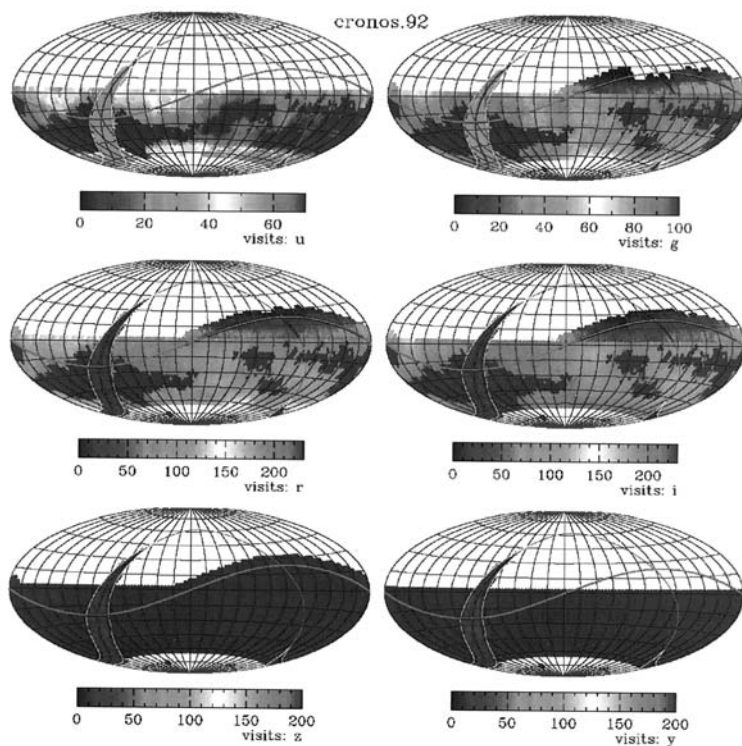 cronos.92
0 20 40 60
visits: u
0 20 40 60 80 100
visits: g
0 50 100 150 200
visits: r
0 50 100 150 200
visits: i
0 50 100 150 200
visits: z
0 50 100 150 200
visits: y